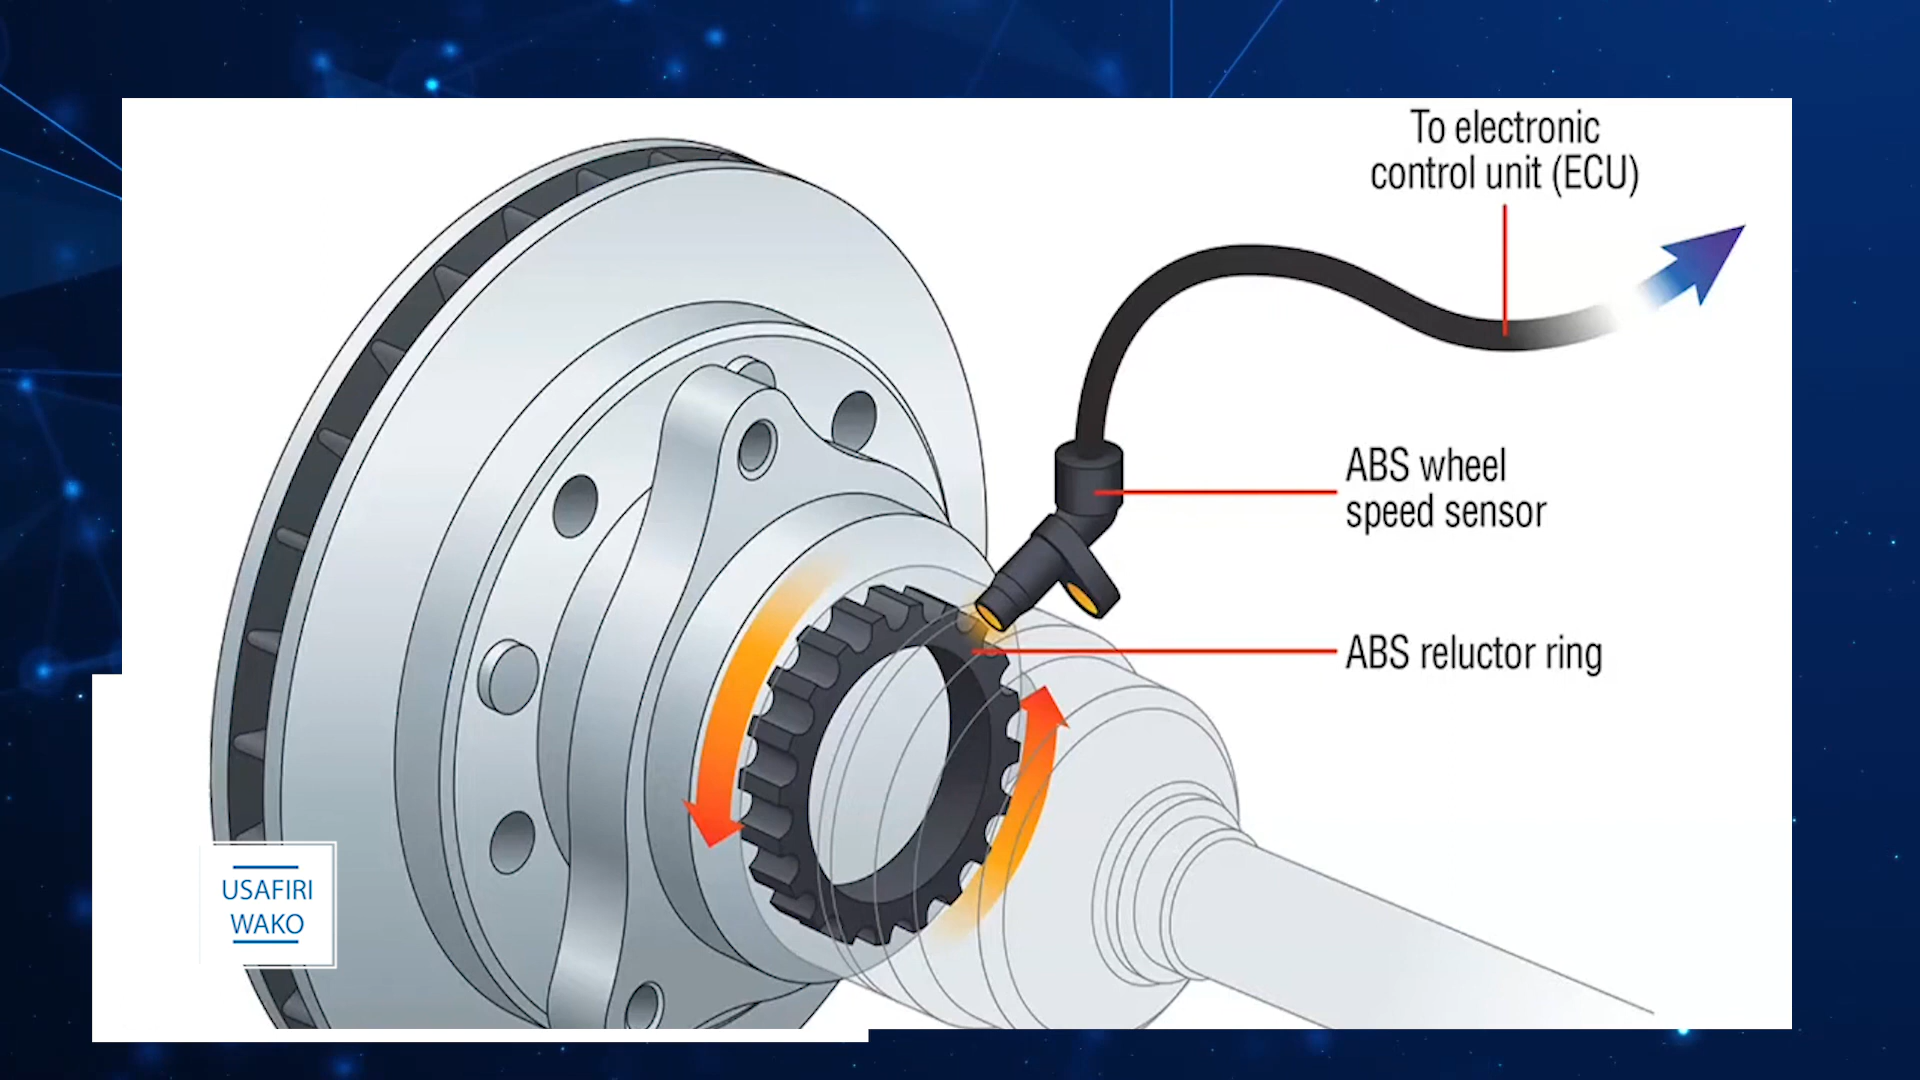 To electronic
control unit (ECU)
ABS wheel
speed sensor
ABS reluctor ring
USAFIRI
WAKO